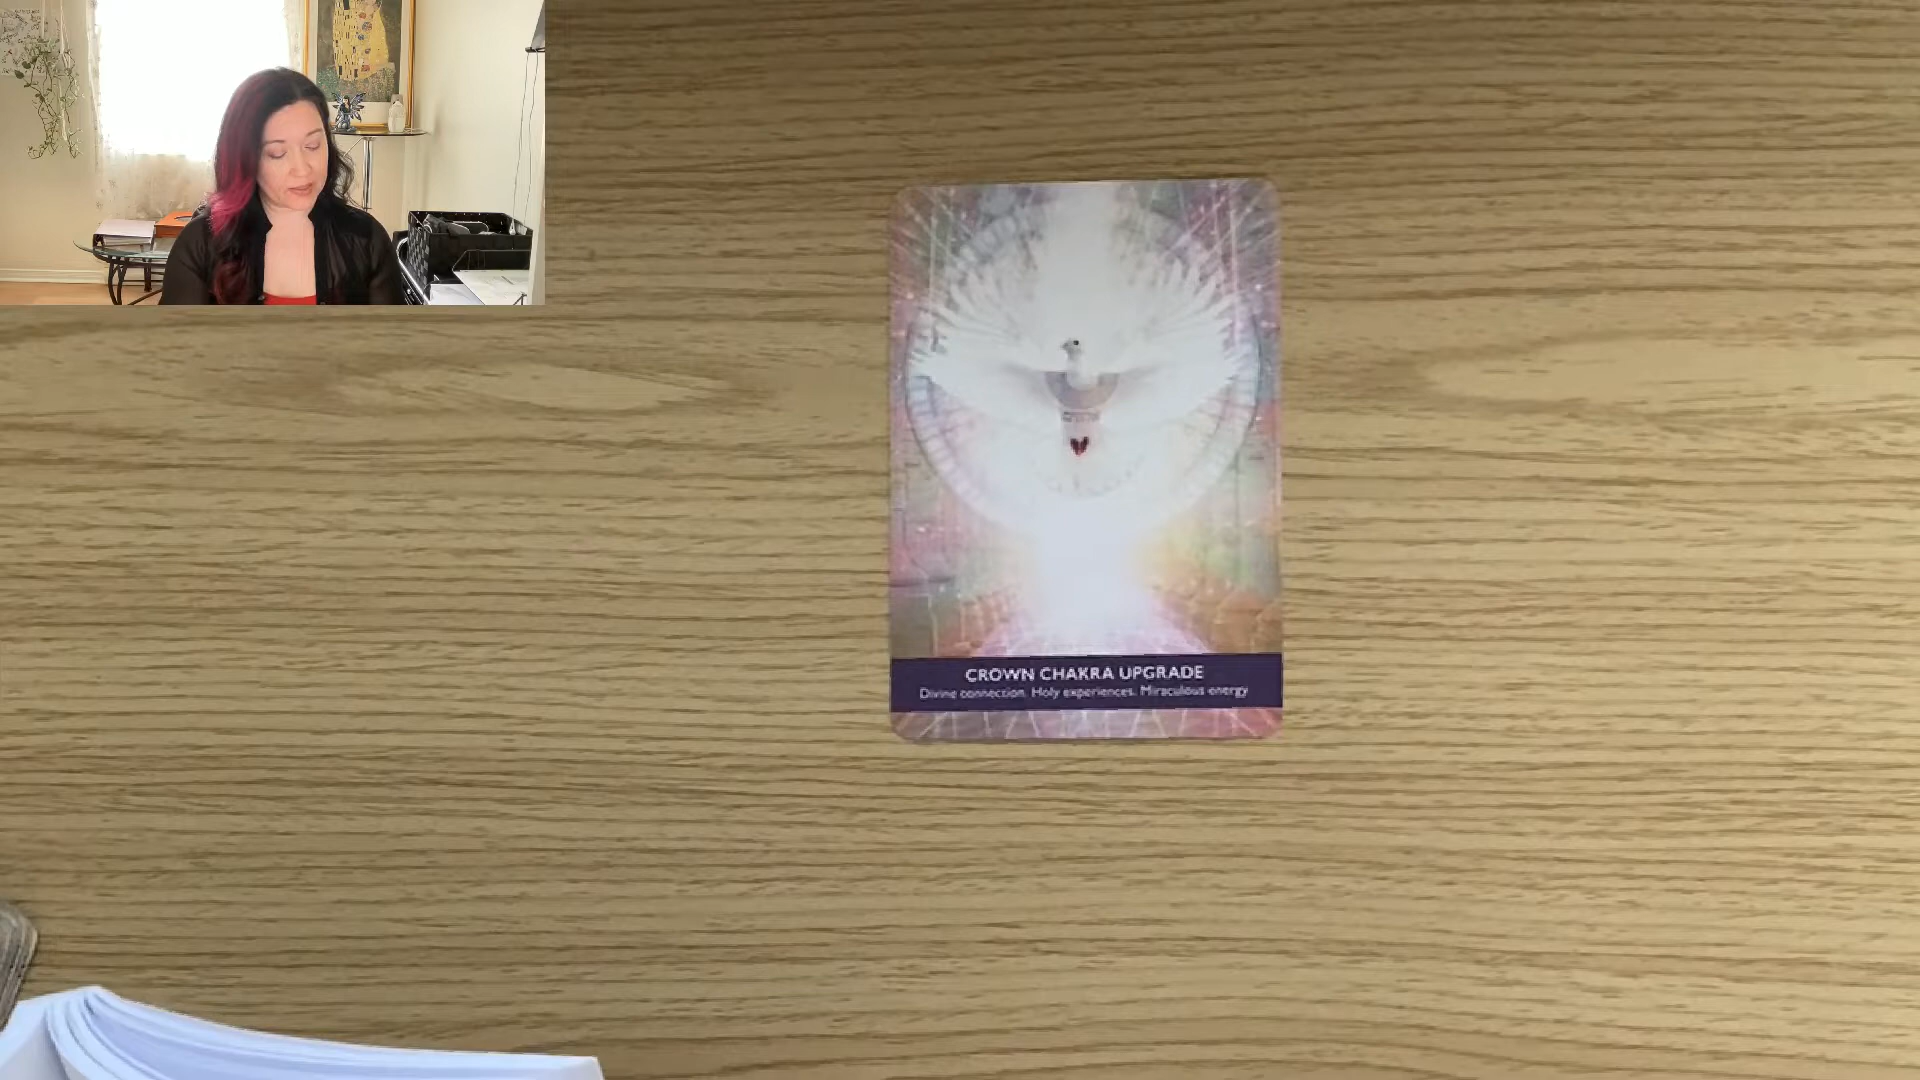 CROWN CHAKRA UPGRADE
Divine connection. Holy experiences. Miraculous energy